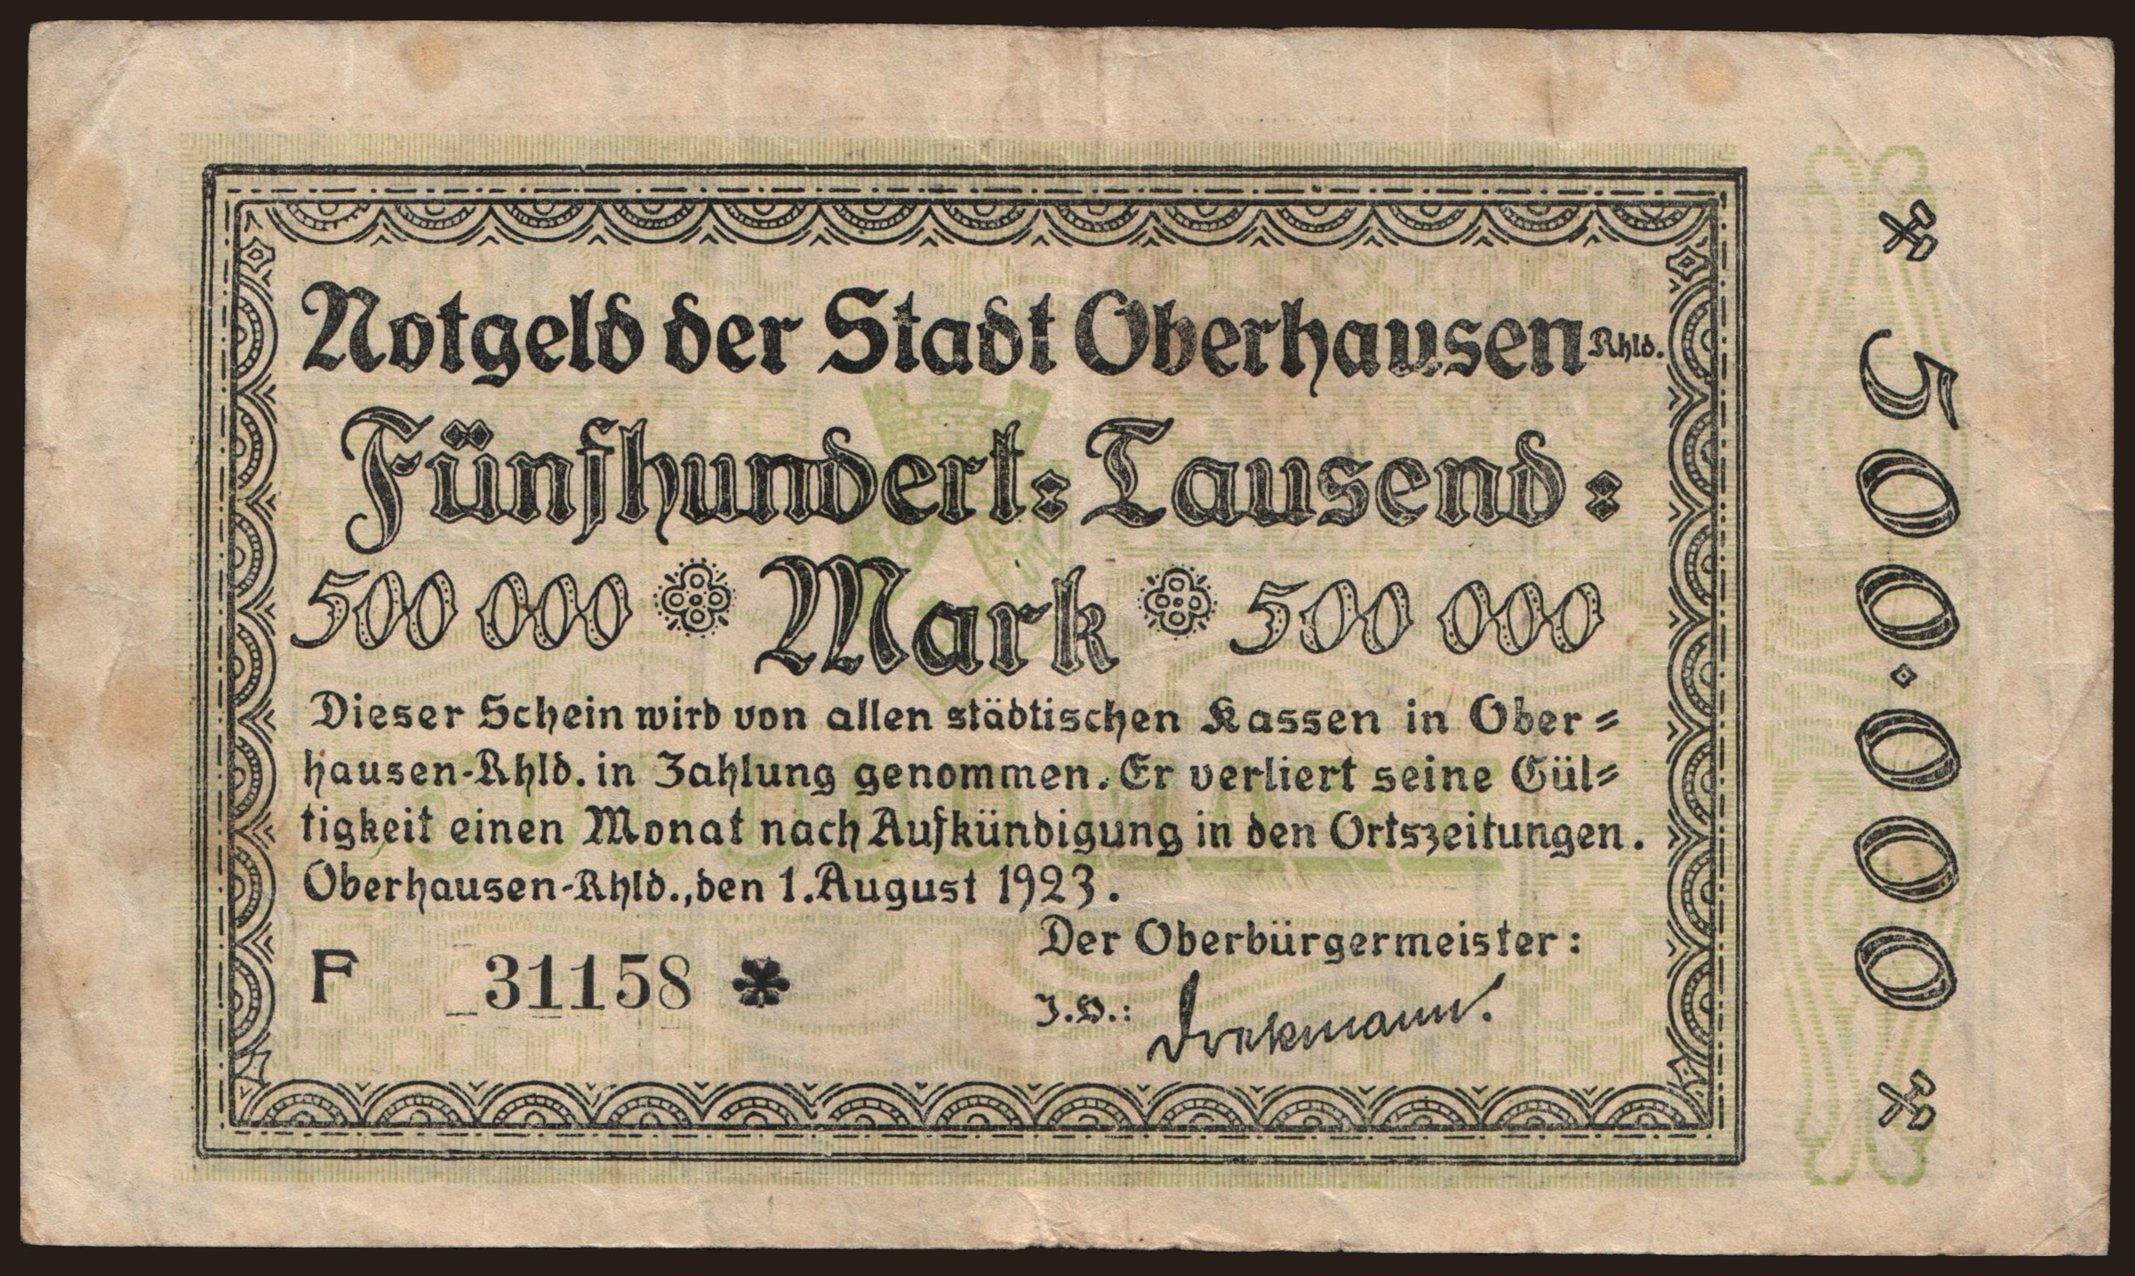 Notgeld der Stadt Oberhausen Rhld.
Fünfhundert= Tausend=
500 000 Mark 500 000
Dieser Schein wird von allen städtischen Kassen in Ober=
hausen-Rhld. in Zahlung genommen. Er verliert seine Gül=
tigkeit einen Monat nach Aufkündigung in den Ortszeitungen.
Oberhausen-Rhld., den 1. August 1923.
Der Oberbürgermeister:
F 31158 *
J.V.:
500.000